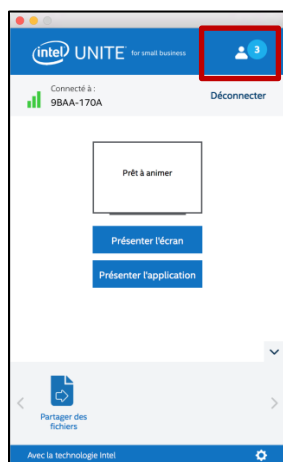 intel UNITE for small business
3
Connecté à :
9BAA-170A
Déconnecter
Prêt à animer
Présenter l'écran
Présenter l'application
Partager des
fichiers
Avec la technologie Intel